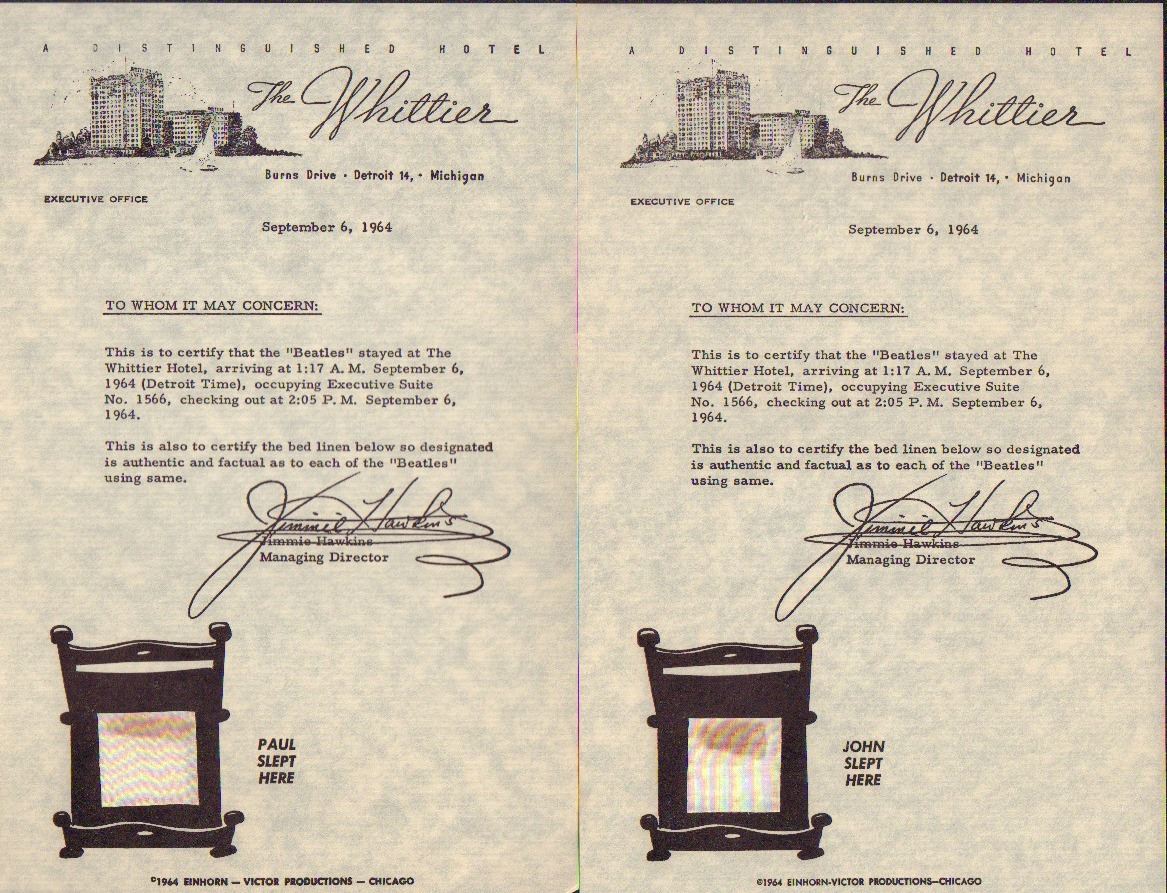 A DISTINGUISHED HOTEL
The Whittier
Burns Drive · Detroit 14, · Michigan
EXECUTIVE OFFICE
September 6, 1964
TO WHOM IT MAY CONCERN:
This is to certify that the "Beatles" stayed at The
Whittier Hotel, arriving at 1:17 A. M. September 6,
1964 (Detroit Time), occupying Executive Suite
No. 1566, checking out at 2:05 P. M. September 6,
1964.
This is also to certify the bed linen below so designated
is authentic and factual as to each of the "Beatles"
using same.
Jimmie Hawkins
Jimmie Hawkins
Managing Director
PAUL
SLEPT
HERE
©1964 EINHORN — VICTOR PRODUCTIONS — CHICAGO
A DISTINGUISHED HOTEL
The Whittier
Burns Drive · Detroit 14, · Michigan
EXECUTIVE OFFICE
September 6, 1964
TO WHOM IT MAY CONCERN:
This is to certify that the "Beatles" stayed at The
Whittier Hotel, arriving at 1:17 A. M. September 6,
1964 (Detroit Time), occupying Executive Suite
No. 1566, checking out at 2:05 P. M. September 6,
1964.
This is also to certify the bed linen below so designated
is authentic and factual as to each of the "Beatles"
using same.
Jimmie Hawkins
Jimmie Hawkins
Managing Director
JOHN
SLEPT
HERE
©1964 EINHORN-VICTOR PRODUCTIONS—CHICAGO